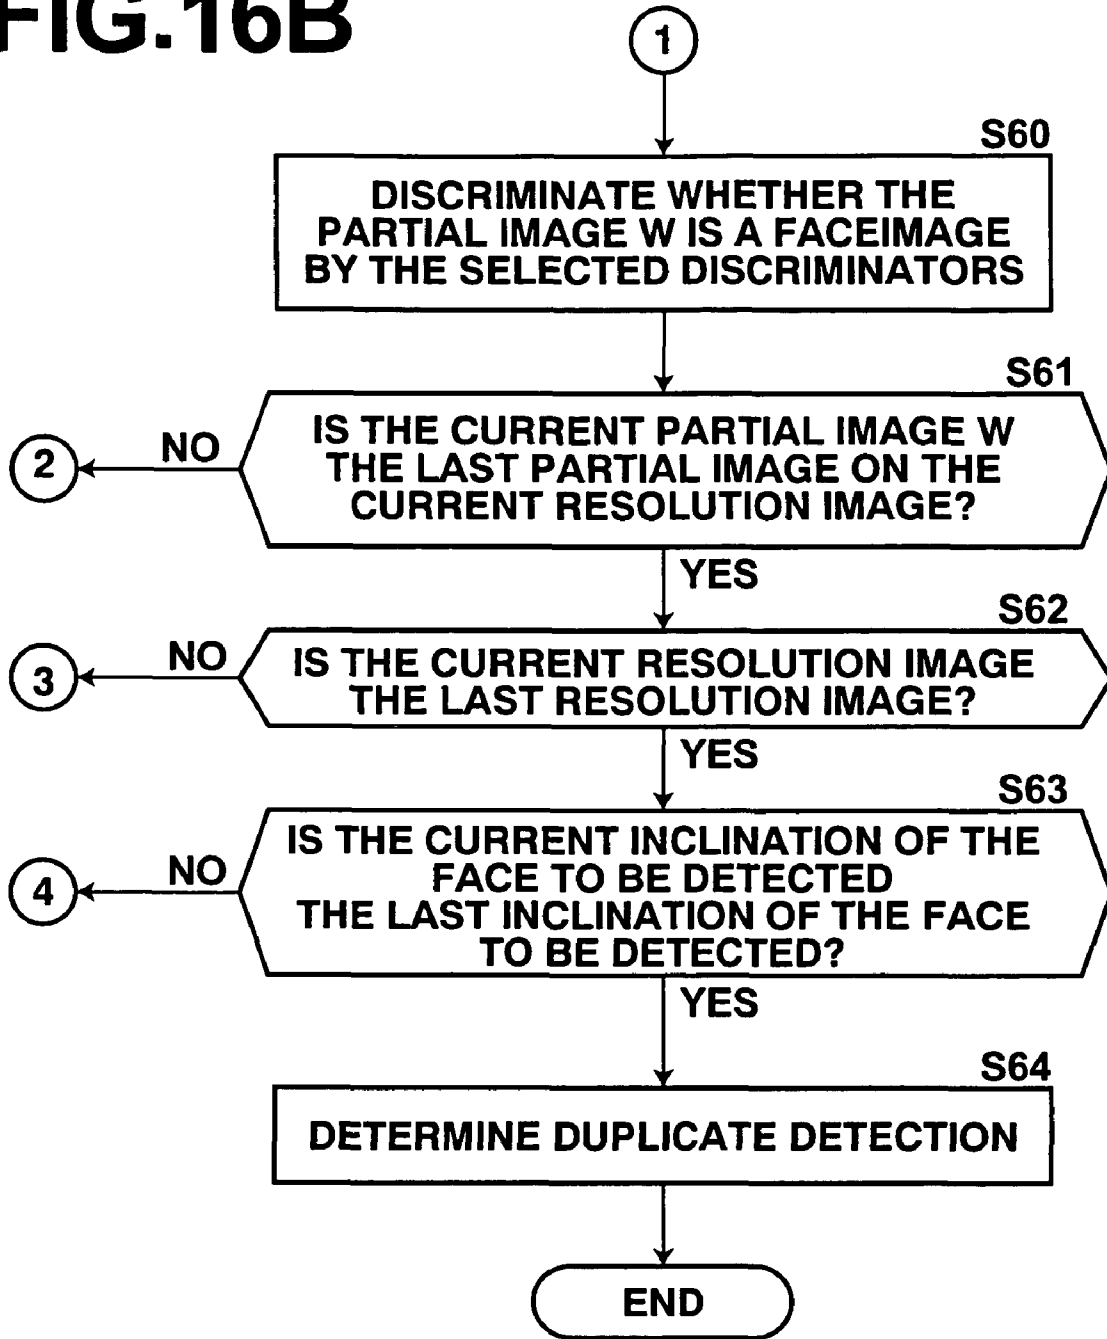 FIG.16B
1
S60
DISCRIMINATE WHETHER THE
PARTIAL IMAGE W IS A FACEIMAGE
BY THE SELECTED DISCRIMINATORS
S61
IS THE CURRENT PARTIAL IMAGE W
THE LAST PARTIAL IMAGE ON THE
CURRENT RESOLUTION IMAGE?
NO
2
YES
S62
IS THE CURRENT RESOLUTION IMAGE
THE LAST RESOLUTION IMAGE?
NO
3
YES
S63
IS THE CURRENT INCLINATION OF THE
FACE TO BE DETECTED
THE LAST INCLINATION OF THE FACE
TO BE DETECTED?
NO
4
YES
S64
DETERMINE DUPLICATE DETECTION
END